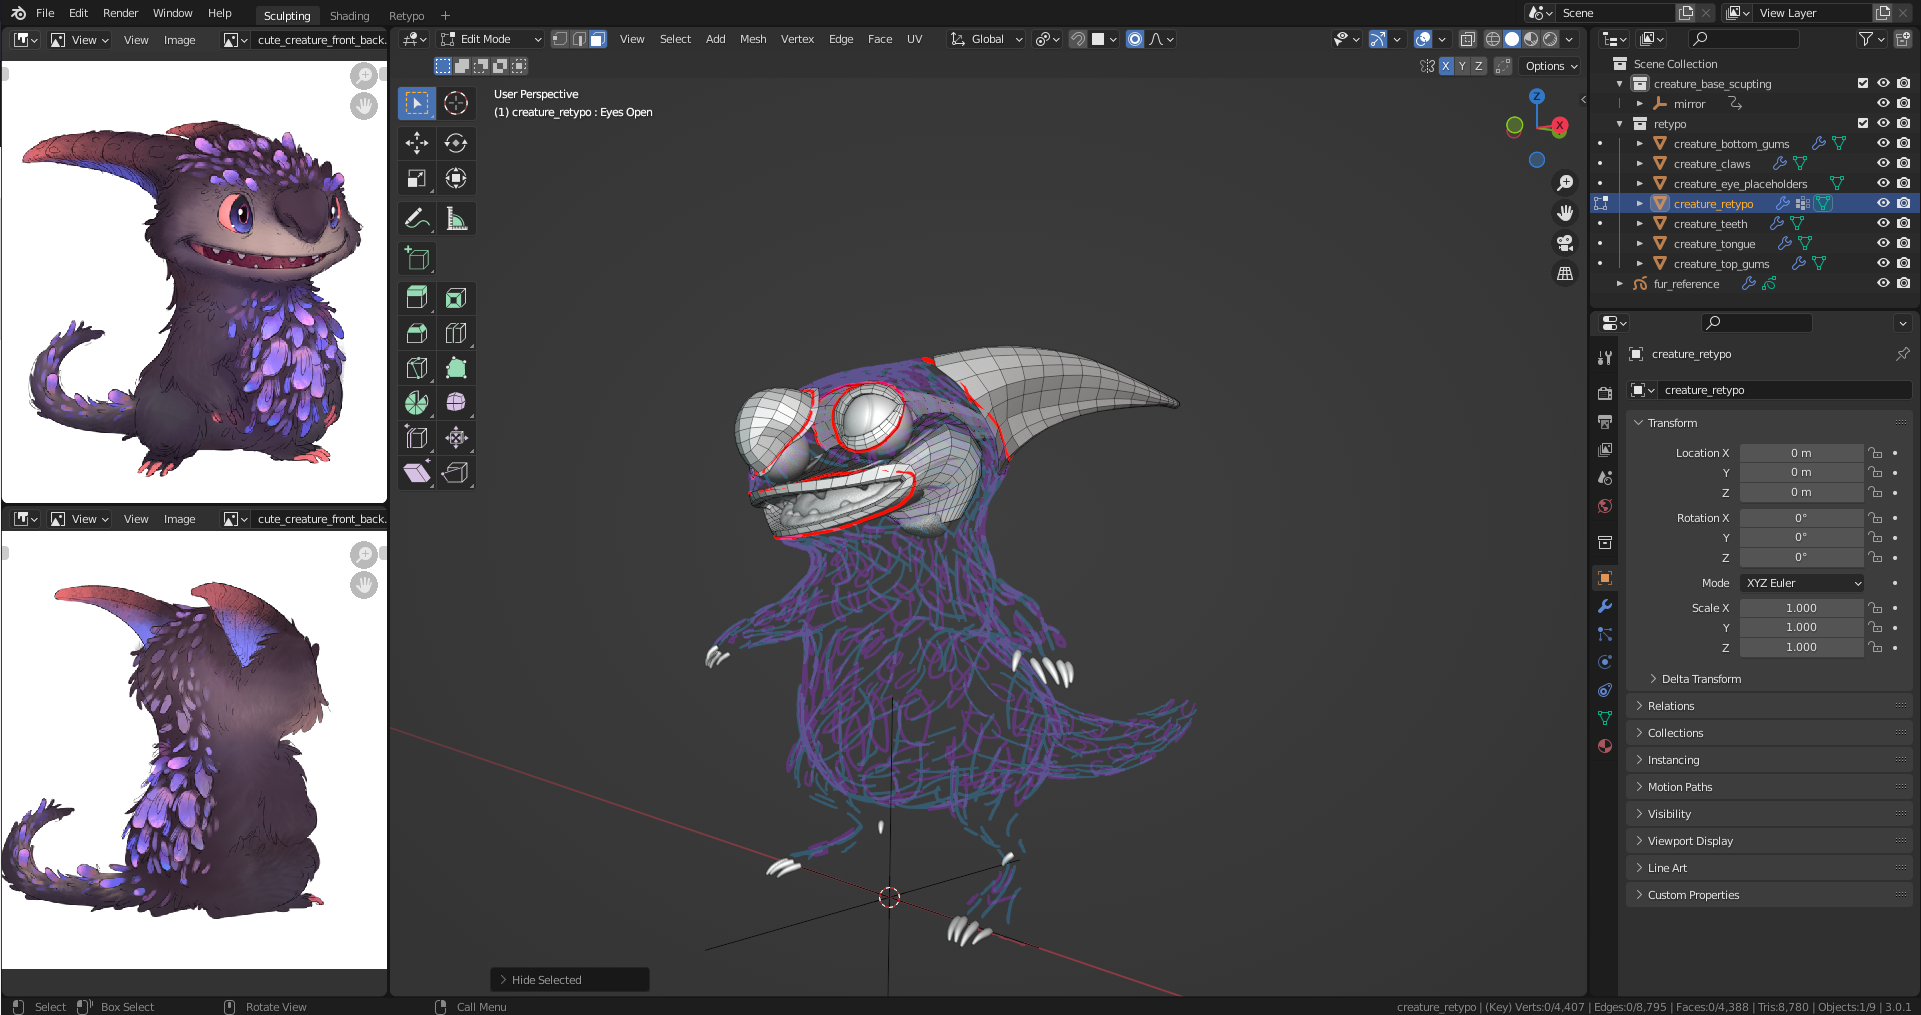 File Edit Render Window Help Sculpting Shading Retypo + Scene View Layer
View View Image cute_creature_front_back.
Edit Mode View Select Add Mesh Vertex Edge Face UV Global
X Y Z Options
User Perspective
(1) creature_retypo : Eyes Open
Z
X
Scene Collection
creature_base_scupting
mirror
retypo
creature_bottom_gums
creature_claws
creature_eye_placeholders
creature_retypo
creature_teeth
creature_tongue
creature_top_gums
fur_reference
creature_retypo
creature_retypo
Transform
Location X 0 m
Y 0 m
Z 0 m
Rotation X 0°
Y 0°
Z 0°
Mode XYZ Euler
Scale X 1.000
Y 1.000
Z 1.000
Delta Transform
Relations
Collections
Instancing
Motion Paths
Visibility
Viewport Display
Line Art
Custom Properties
View View Image cute_creature_front_back.
Hide Selected
Select Box Select Rotate View Call Menu
creature_retypo | (Key) Verts:0/4,407 | Edges:0/8,795 | Faces:0/4,388 | Tris:8,780 | Objects:1/9 | 3.0.1